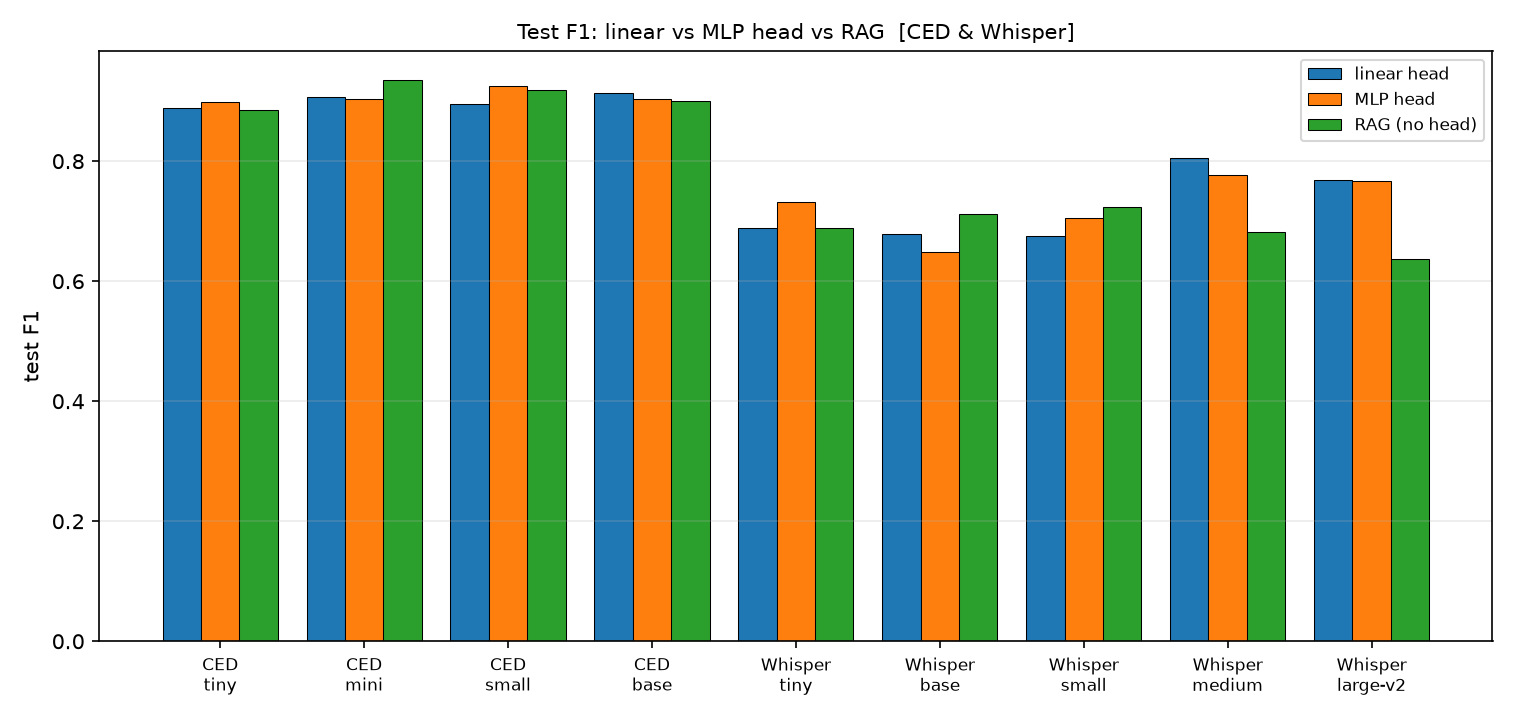 Test F1: linear vs MLP head vs RAG  [CED & Whisper]
linear head
MLP head
RAG (no head)
test F1
0.8
0.6
0.4
0.2
0.0
CED
tiny
CED
mini
CED
small
CED
base
Whisper
tiny
Whisper
base
Whisper
small
Whisper
medium
Whisper
large-v2